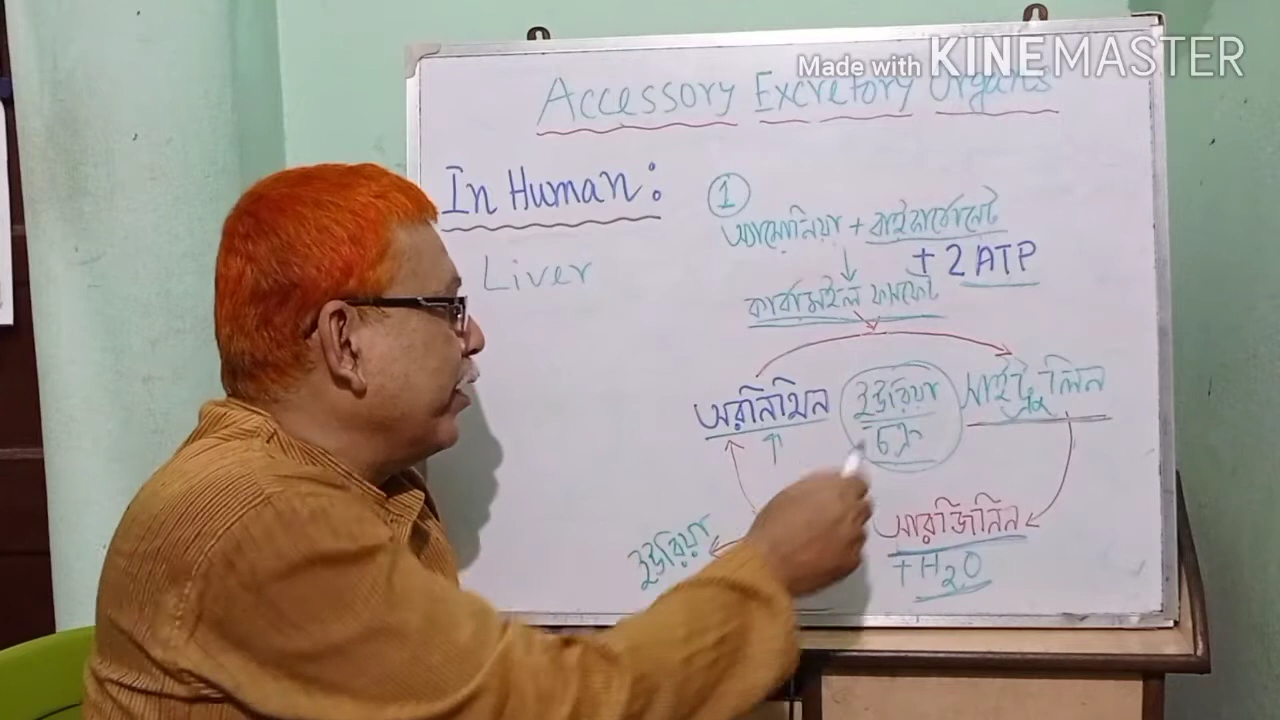 Made with KINEMASTER
Accessory Excretory Organs
In Human:
Liver
1
অ্যামোনিয়া + বাইকার্বোনেট
+ 2 ATP
কার্বামাইল ফসফেট
অরনিথিন
ইউরিয়া
চক্র
সাইট্রুলিন
আরজিনিন
+ H₂O
ইউরিয়া